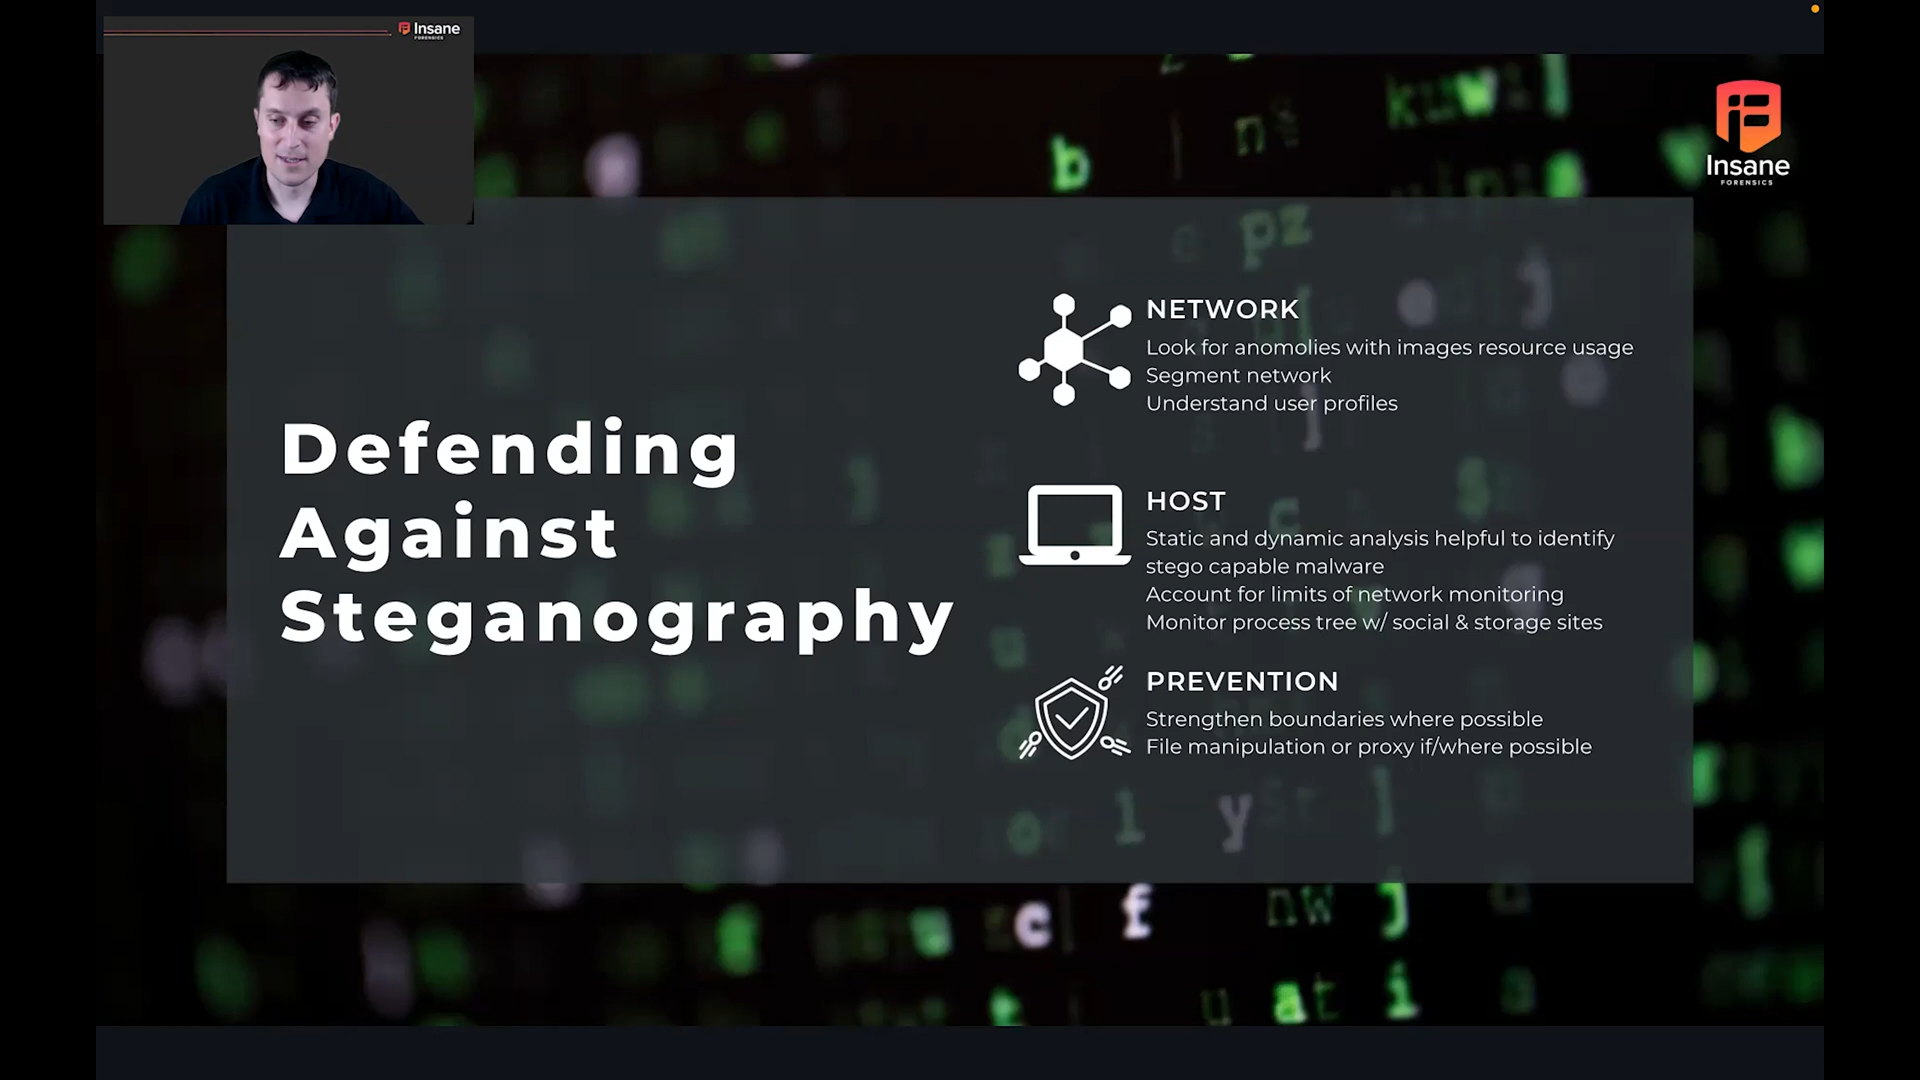 Insane
FORENSICS
Insane
FORENSICS
Defending
Against
Steganography
NETWORK
Look for anomolies with images resource usage
Segment network
Understand user profiles
HOST
Static and dynamic analysis helpful to identify
stego capable malware
Account for limits of network monitoring
Monitor process tree w/ social & storage sites
PREVENTION
Strengthen boundaries where possible
File manipulation or proxy if/where possible